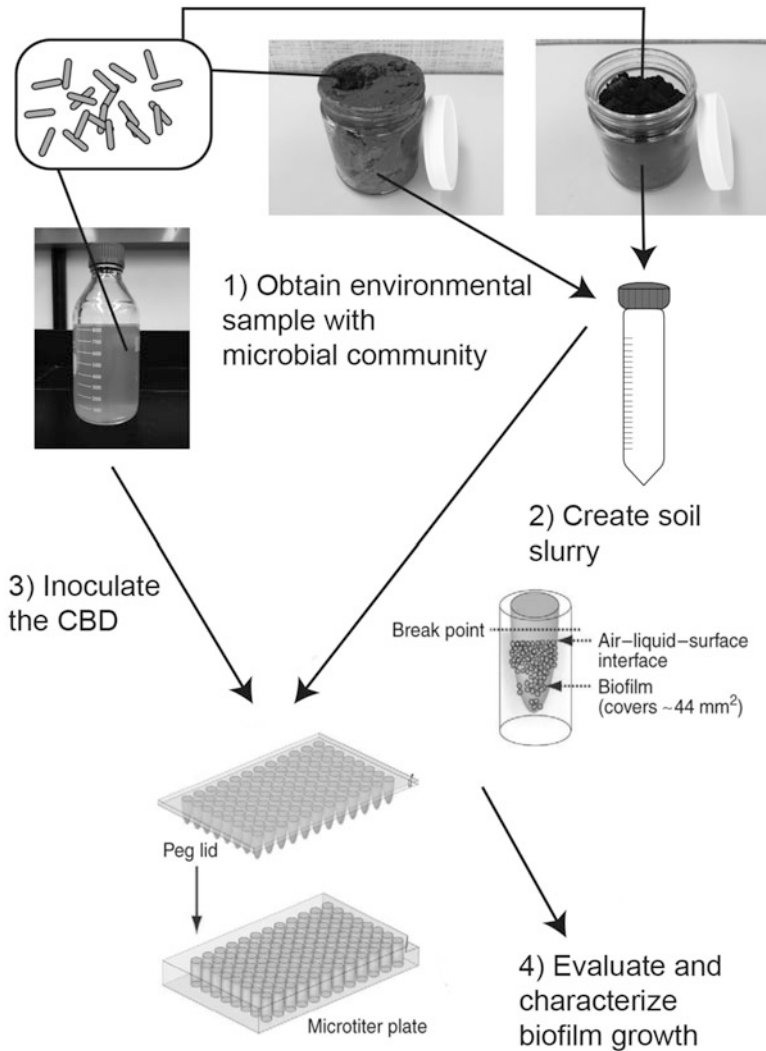 1) Obtain environmental
sample with
microbial community
2) Create soil
slurry
3) Inoculate
the CBD
Break point
Air–liquid–surface
interface
Biofilm
(covers ~44 mm²)
Peg lid
Microtiter plate
4) Evaluate and
characterize
biofilm growth